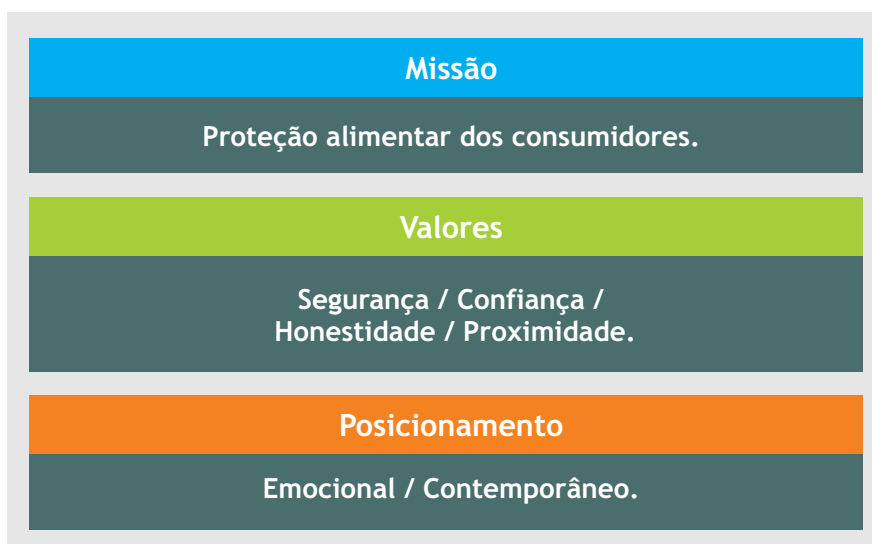 Missão
Proteção alimentar dos consumidores.
Valores
Segurança / Confiança /
Honestidade / Proximidade.
Posicionamento
Emocional / Contemporâneo.